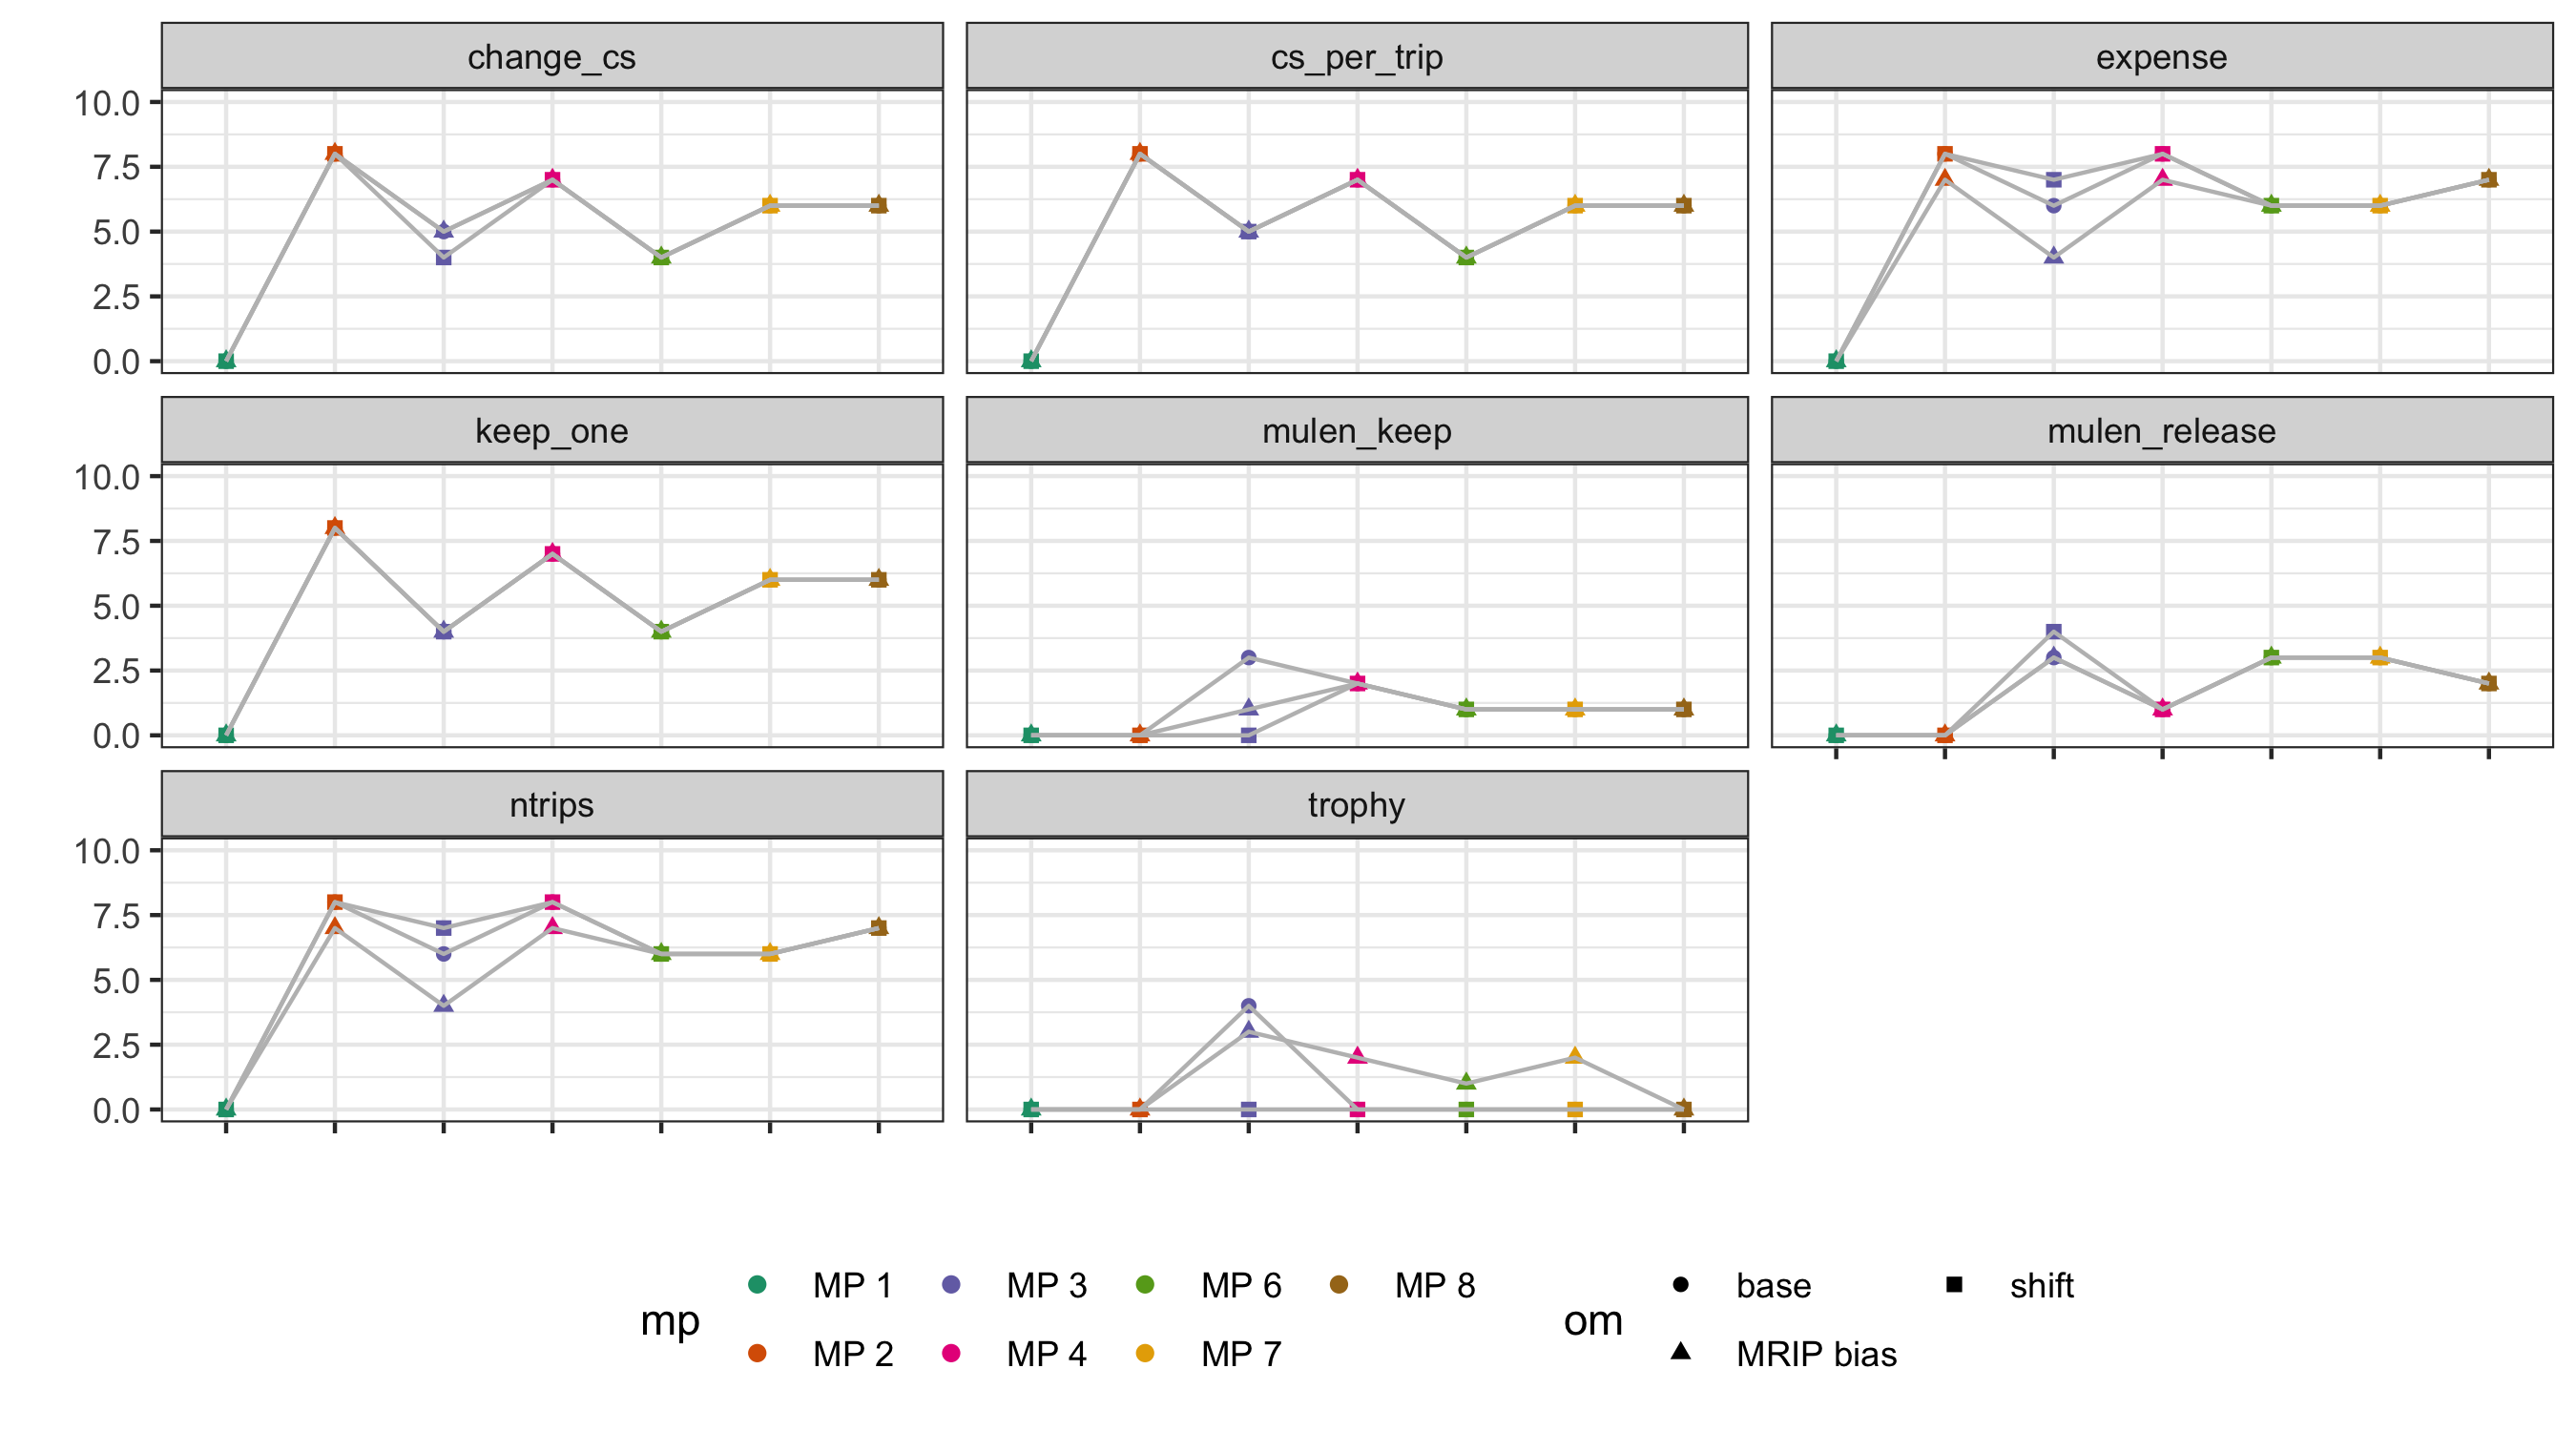 change_cs
cs_per_trip
expense
10.0
7.5
5.0
2.5
0.0
keep_one
mulen_keep
mulen_release
10.0
7.5
5.0
2.5
0.0
ntrips
trophy
10.0
7.5
5.0
2.5
0.0
mp
MP 1
MP 3
MP 6
MP 8
MP 2
MP 4
MP 7
om
base
shift
MRIP bias